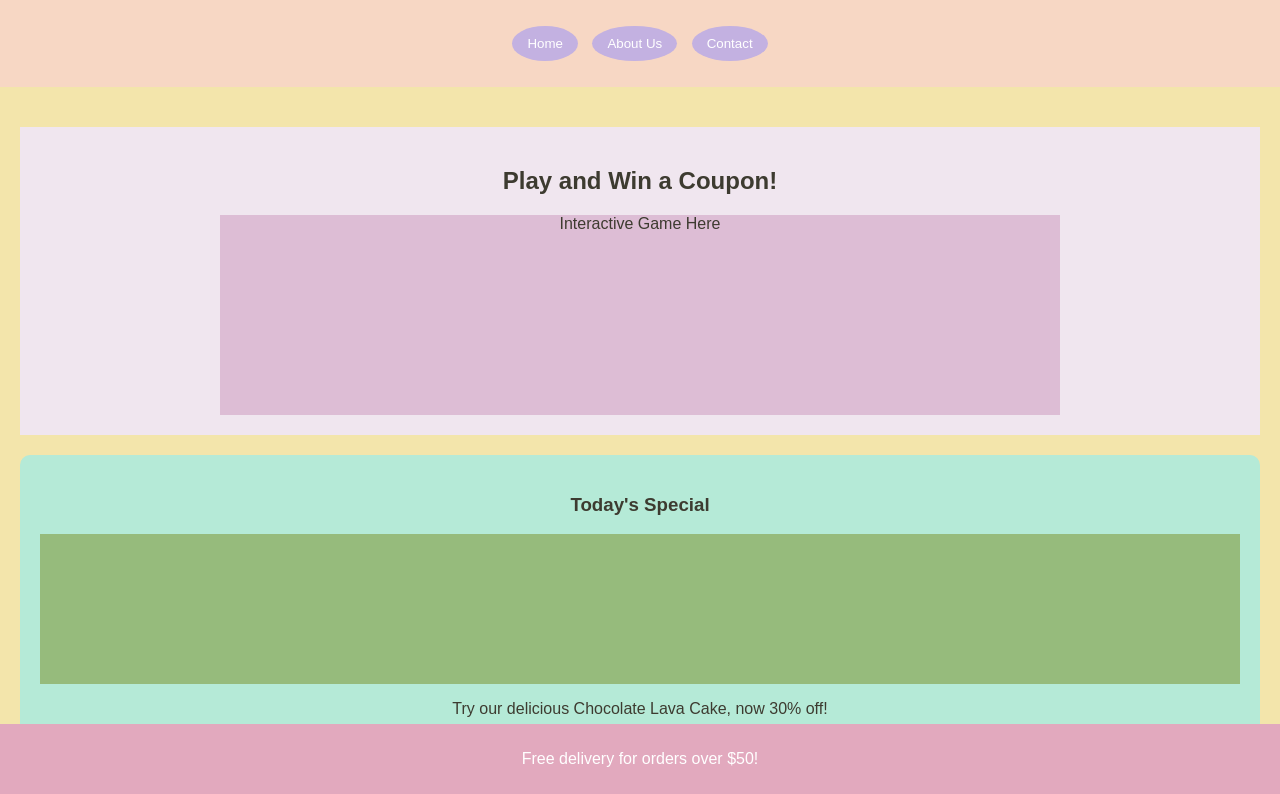 Home About Us Contact
Play and Win a Coupon!
Interactive Game Here
Today's Special
Try our delicious Chocolate Lava Cake, now 30% off!
Free delivery for orders over $50!